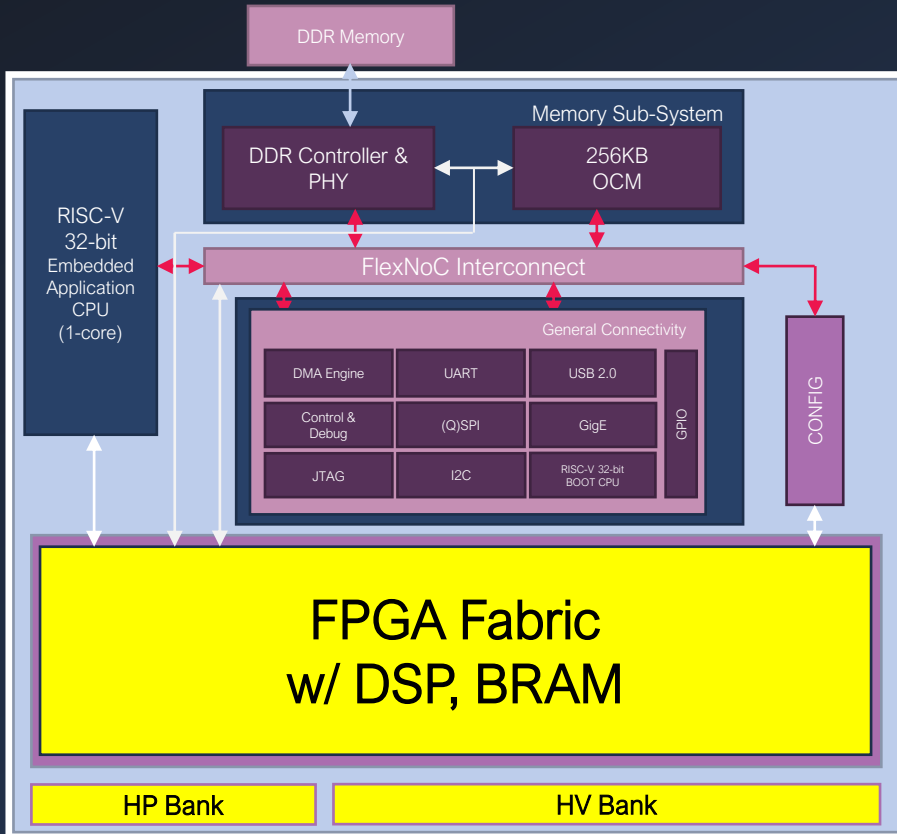 DDR Memory
Memory Sub-System
DDR Controller &
PHY
256KB
OCM
RISC-V
32-bit
Embedded
Application
CPU
(1-core)
FlexNoC Interconnect
General Connectivity
DMA Engine
UART
USB 2.0
Control &
Debug
(Q)SPI
GigE
JTAG
I2C
RISC-V 32-bit
BOOT CPU
GPIO
CONFIG
FPGA Fabric
w/ DSP, BRAM
HP Bank
HV Bank